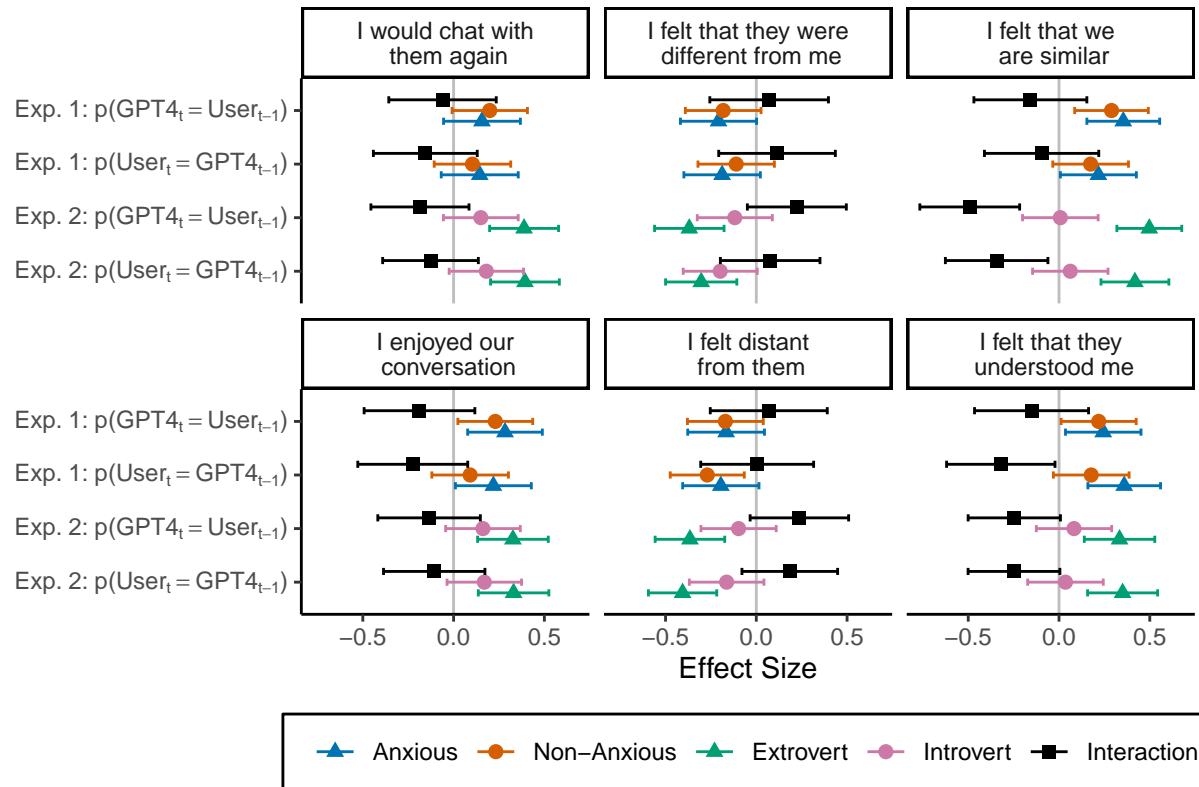 I would chat with
them again
I felt that they were
different from me
I felt that we
are similar
Exp. 1: p(GPT4ₜ = Userₜ₋₁)
Exp. 1: p(Userₜ = GPT4ₜ₋₁)
Exp. 2: p(GPT4ₜ = Userₜ₋₁)
Exp. 2: p(Userₜ = GPT4ₜ₋₁)
I enjoyed our
conversation
I felt distant
from them
I felt that they
understood me
Exp. 1: p(GPT4ₜ = Userₜ₋₁)
Exp. 1: p(Userₜ = GPT4ₜ₋₁)
Exp. 2: p(GPT4ₜ = Userₜ₋₁)
Exp. 2: p(Userₜ = GPT4ₜ₋₁)
−0.5 0.0 0.5 −0.5 0.0 0.5 −0.5 0.0 0.5
Effect Size
Anxious Non−Anxious Extrovert Introvert Interaction